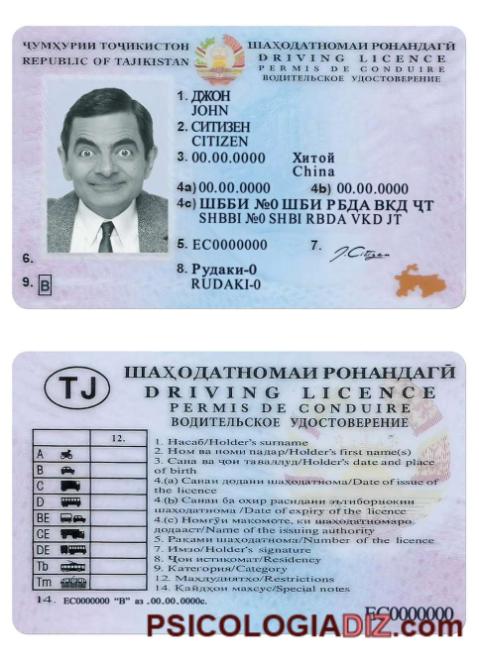 ҶУМҲУРИИ ТОҶИКИСТОН
REPUBLIC OF TAJIKISTAN
ШАҲОДАТНОМАИ РОНАНДАГӢ
DRIVING LICENCE
PERMIS DE CONDUIRE
ВОДИТЕЛЬСКОЕ УДОСТОВЕРЕНИЕ
1. ДЖОН
JOHN
2. СИТИЗЕН
CITIZEN
3. 00.00.0000 Хитой
China
4a) 00.00.0000 4b) 00.00.0000
4c) ШББИ №0 ШБИ РБДА ВКД ҶТ
SHBBI №0 SHBI RBDA VKD JT
5. EC0000000 7. J.Citizen
6.
8. Рудаки-0
RUDAKI-0
9. B
TJ
ШАҲОДАТНОМАИ РОНАНДАГӢ
DRIVING LICENCE
PERMIS DE CONDUIRE
ВОДИТЕЛЬСКОЕ УДОСТОВЕРЕНИЕ
12.
A
B
C
D
BE
CE
DE
Tb
Tm
1. Насаб/Holder's surname
2. Ном ва номи падар/Holder's first name(s)
3. Сана ва ҷои таваллуд/Holder's date and place
of birth
4.(a) Санаи додани шаҳодатнома/Date of issue of
the licence
4.(b) Санаи ба охир расидани эътибориокии
шаҳодатнома /Date of expiry of the licence
4.(c) Номгӯи макомоте, ки шаҳодатномаро
додааст/Name of the issuing authority
5. Раками шаҳодатнома/Number of the licence
7. Имзо/Holder's signature
8. Ҷои истиқомат/Residency
9. Категория/Category
12. Махдудиятхо/Restrictions
14. Қайдҳои махсус/Special notes
14. EC0000000 "B" аз .00.00.0000с.
EC0000000
PSICOLOGIADIZ.com